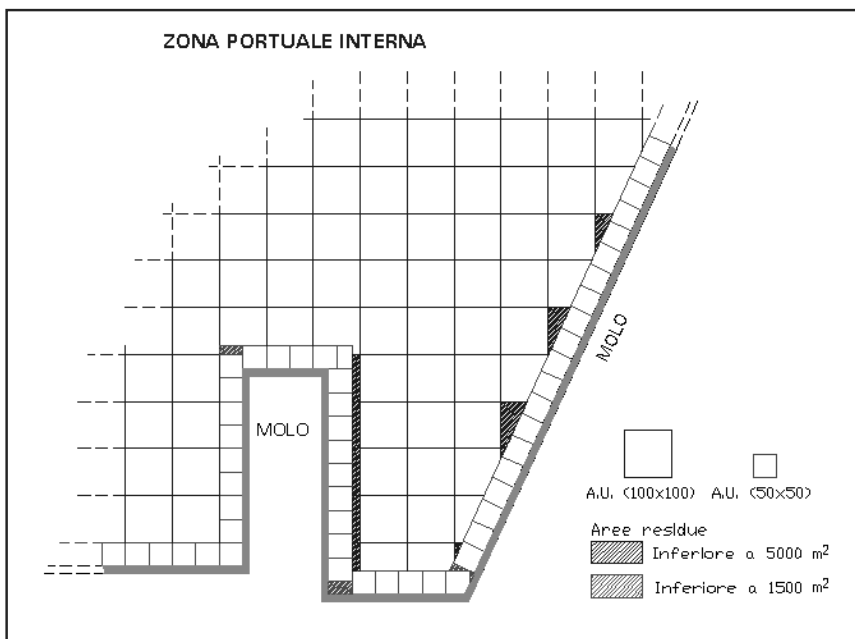 ZONA PORTUALE INTERNA
MOLO
MOLO
A.U. (100x100) A.U. (50x50)
Aree residue
Inferiore a 5000 m²
Inferiore a 1500 m²